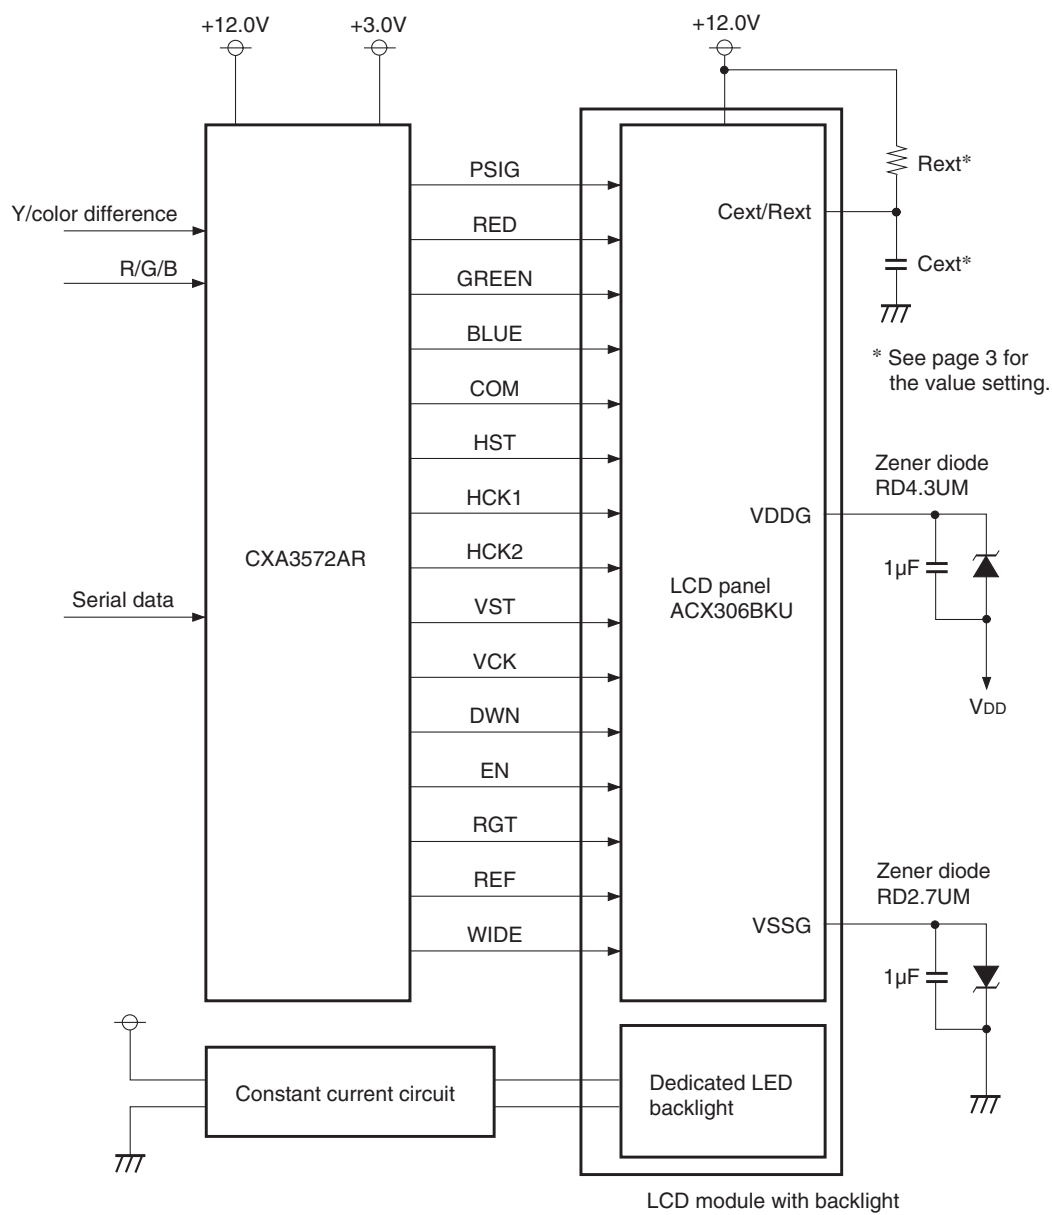 +12.0V
+3.0V
+12.0V
Y/color difference
R/G/B
Serial data
CXA3572AR
PSIG
RED
GREEN
BLUE
COM
HST
HCK1
HCK2
VST
VCK
DWN
EN
RGT
REF
WIDE
Cext/Rext
VDDG
LCD panel
ACX306BKU
VSSG
Rext*
Cext*
* See page 3 for
the value setting.
Zener diode
RD4.3UM
1µF
VDD
Zener diode
RD2.7UM
1µF
Constant current circuit
Dedicated LED
backlight
LCD module with backlight